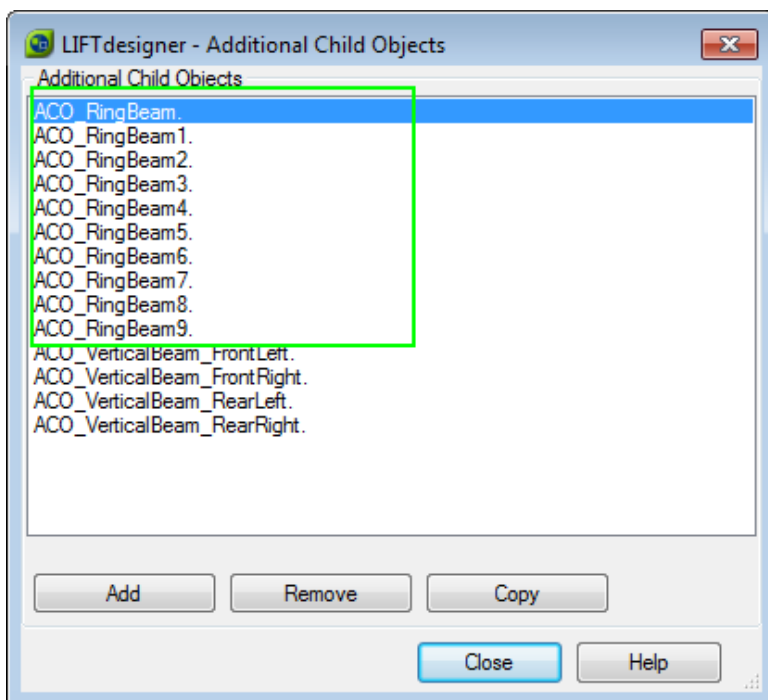 LIFTdesigner - Additional Child Objects
Additional Child Objects
ACO_RingBeam.
ACO_RingBeam1.
ACO_RingBeam2.
ACO_RingBeam3.
ACO_RingBeam4.
ACO_RingBeam5.
ACO_RingBeam6.
ACO_RingBeam7.
ACO_RingBeam8.
ACO_RingBeam9.
ACO_VerticalBeam_FrontLeft.
ACO_VerticalBeam_FrontRight.
ACO_VerticalBeam_RearLeft.
ACO_VerticalBeam_RearRight.
Add Remove Copy
Close Help